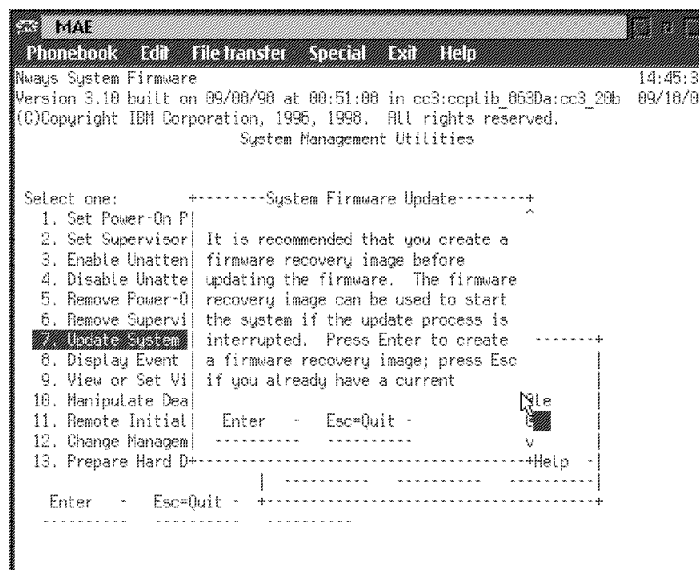 MAE
Phonebook Edit File transfer Special Exit Help
Nways System Firmware 14:45:3
Version 3.10 built on 09/08/98 at 00:51:08 in cc3:ccplib_863Da:cc3_20b 09/18/0
(C)Copyright IBM Corporation, 1996, 1998. All rights reserved.
System Management Utilities
Select one: +--------System Firmware Update--------+
1. Set Power-On P| ^
2. Set Supervisor| It is recommended that you create a
3. Enable Unatten| firmware recovery image before
4. Disable Unatte| updating the firmware. The firmware
5. Remove Power-O| recovery image can be used to start
6. Remove Supervi| the system if the update process is
7. Update System | interrupted. Press Enter to create -------+
8. Display Event | a firmware recovery image; press Esc |
9. View or Set Vi| if you already have a current |
10. Manipulate Dea| le |
11. Remote Initial| Enter - Esc=Quit - |
12. Change Managem| ---------- ---------- v |
13. Prepare Hard D+--------------------------------------+Help -|
| ---------- ---------- ----------|
Enter - Esc=Quit - +---------------------------------------+
---------- ---------- ----------